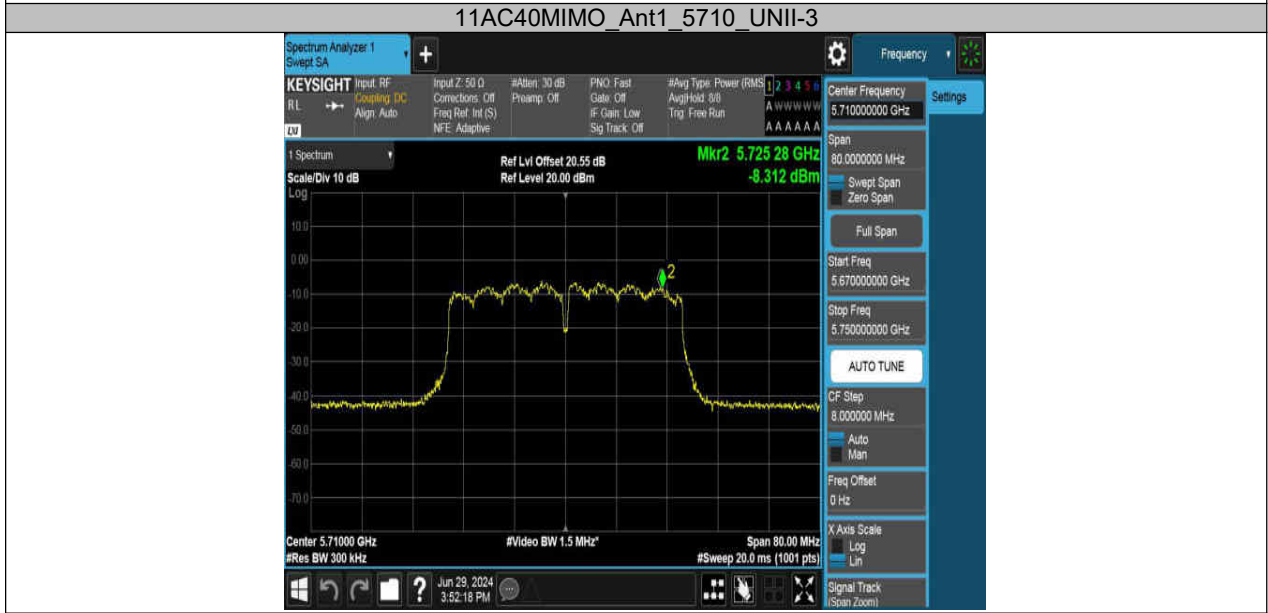 11AC40MIMO_Ant1_5710_UNII-3
Spectrum Analyzer 1
Swept SA
+
Frequency
KEYSIGHT
RL
LXI
Input: RF
Coupling: DC
Align: Auto
Input Z: 50 Ω
Corrections: Off
Freq Ref: Int (S)
NFE: Adaptive
#Atten: 30 dB
Preamp: Off
PNO: Fast
Gate: Off
IF Gain: Low
Sig Track: Off
#Avg Type: Power (RMS
Avg|Hold: 8/8
Trig: Free Run
1 2 3 4 5 6
A W W W W W
A A A A A A
1 Spectrum
Scale/Div 10 dB
Log
Ref Lvl Offset 20.55 dB
Ref Level 20.00 dBm
Mkr2 5.725 28 GHz
-8.312 dBm
10.0
0.00
-10.0
-20.0
-30.0
-40.0
-50.0
-60.0
-70.0
2
Center 5.71000 GHz
#Res BW 300 kHz
#Video BW 1.5 MHz*
Span 80.00 MHz
#Sweep 20.0 ms (1001 pts)
Center Frequency
5.710000000 GHz
Settings
Span
80.0000000 MHz
Swept Span
Zero Span
Full Span
Start Freq
5.670000000 GHz
Stop Freq
5.750000000 GHz
AUTO TUNE
CF Step
8.000000 MHz
Auto
Man
Freq Offset
0 Hz
X Axis Scale
Log
Lin
Signal Track
(Span Zoom)
?
Jun 29, 2024
3:52:18 PM